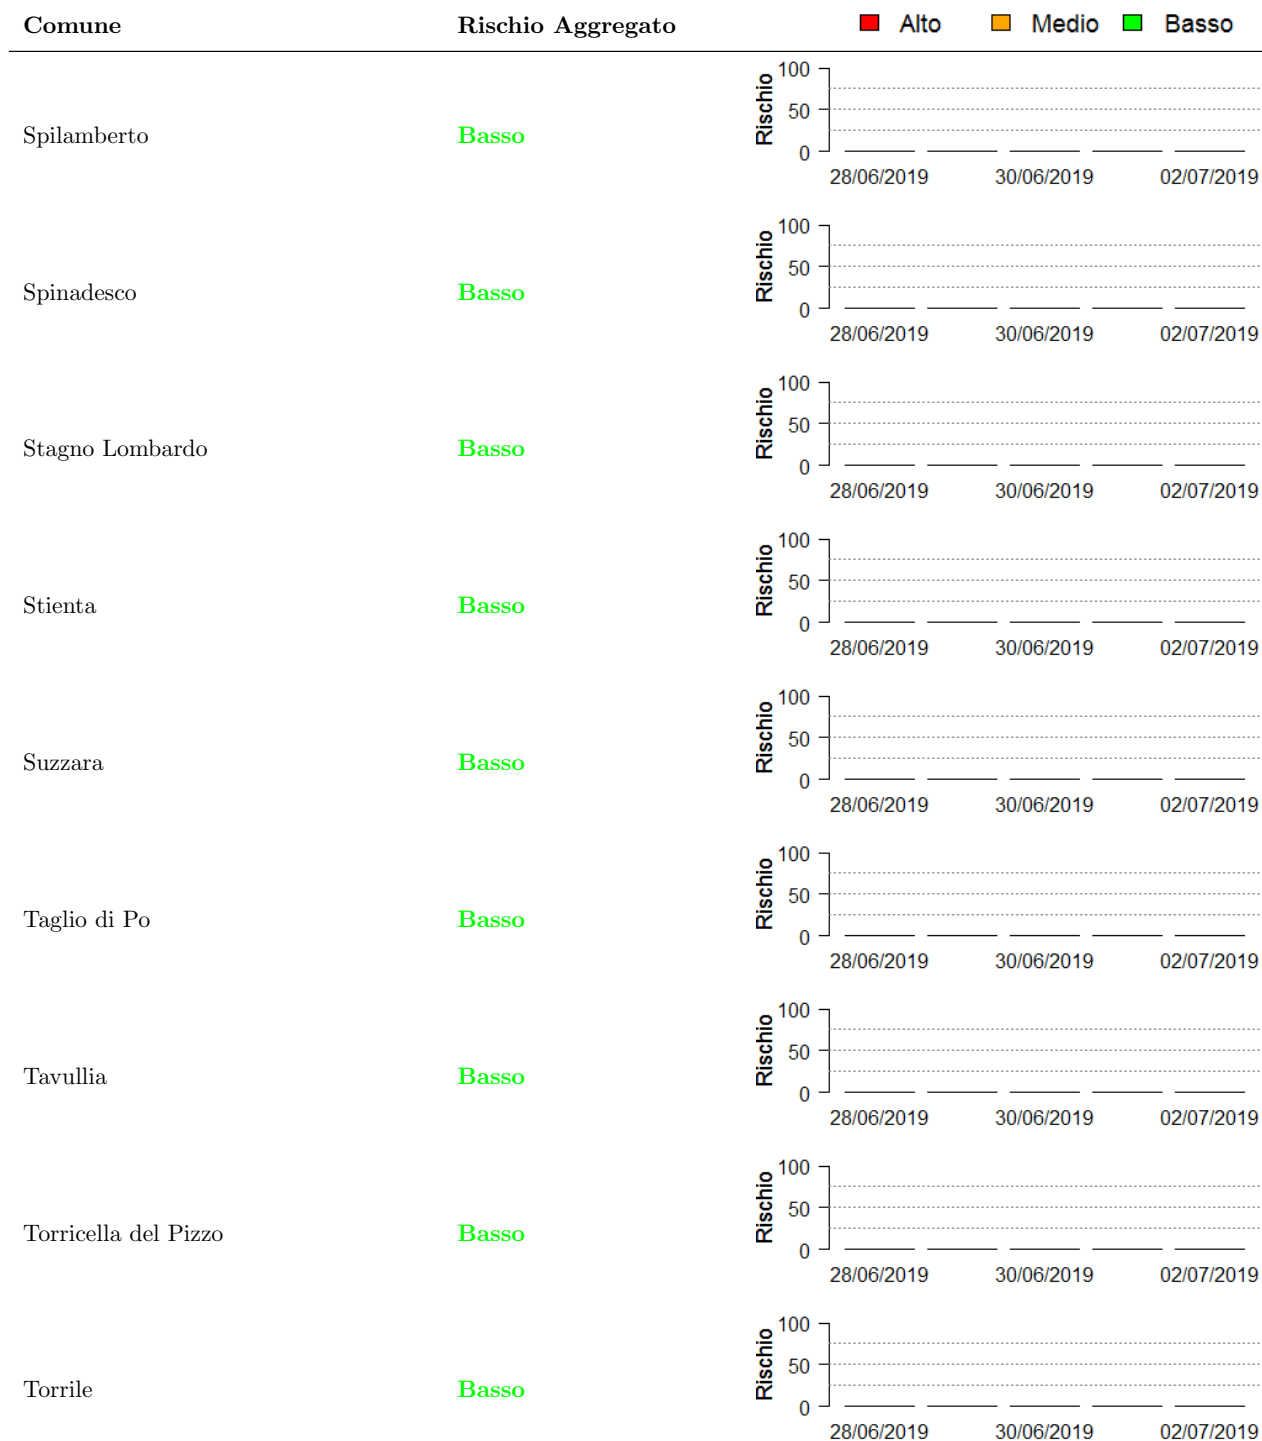 Comune Rischio Aggregato Alto Medio Basso
Spilamberto Basso
Rischio
100
50
0
28/06/2019 30/06/2019 02/07/2019
Spinadesco Basso
Rischio
100
50
0
28/06/2019 30/06/2019 02/07/2019
Stagno Lombardo Basso
Rischio
100
50
0
28/06/2019 30/06/2019 02/07/2019
Stienta Basso
Rischio
100
50
0
28/06/2019 30/06/2019 02/07/2019
Suzzara Basso
Rischio
100
50
0
28/06/2019 30/06/2019 02/07/2019
Taglio di Po Basso
Rischio
100
50
0
28/06/2019 30/06/2019 02/07/2019
Tavullia Basso
Rischio
100
50
0
28/06/2019 30/06/2019 02/07/2019
Torricella del Pizzo Basso
Rischio
100
50
0
28/06/2019 30/06/2019 02/07/2019
Torrile Basso
Rischio
100
50
0
28/06/2019 30/06/2019 02/07/2019